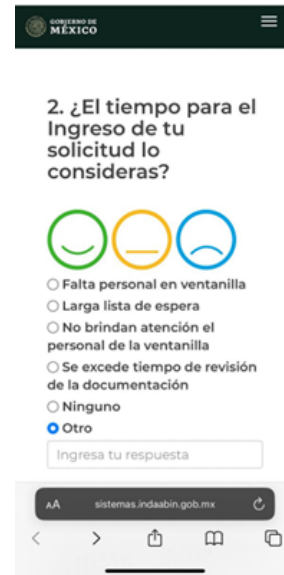 GOBIERNO DE
MÉXICO
2. ¿El tiempo para el
Ingreso de tu
solicitud lo
consideras?
Falta personal en ventanilla
Larga lista de espera
No brindan atención el
personal de la ventanilla
Se excede tiempo de revisión
de la documentación
Ninguno
Otro
Ingresa tu respuesta
AA sistemas.indaabin.gob.mx